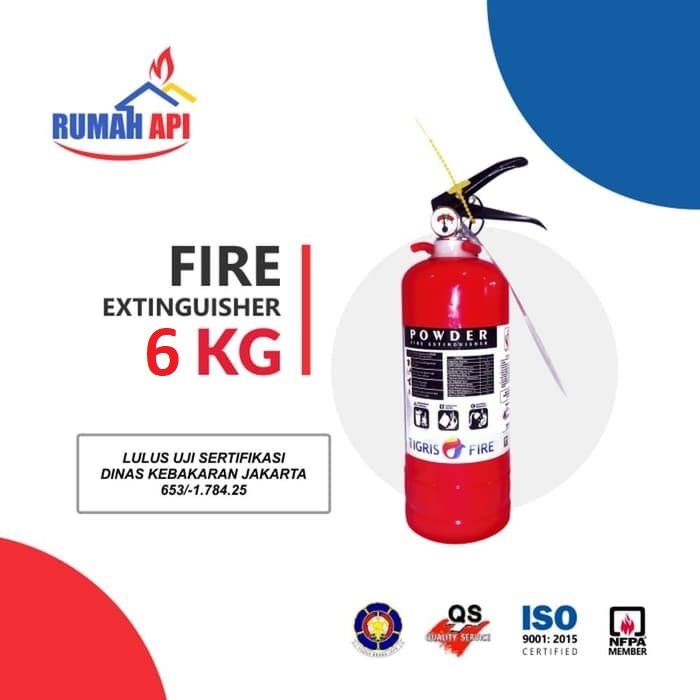 RUMAH API
FIRE
EXTINGUISHER
6 KG
LULUS UJI SERTIFIKASI
DINAS KEBAKARAN JAKARTA
653/-1.784.25
POWDER
FIRE EXTINGUISHER
TIGRIS FIRE
QS
QUALITY SERVICE
ISO
9001: 2015
CERTIFIED
NFPA
MEMBER